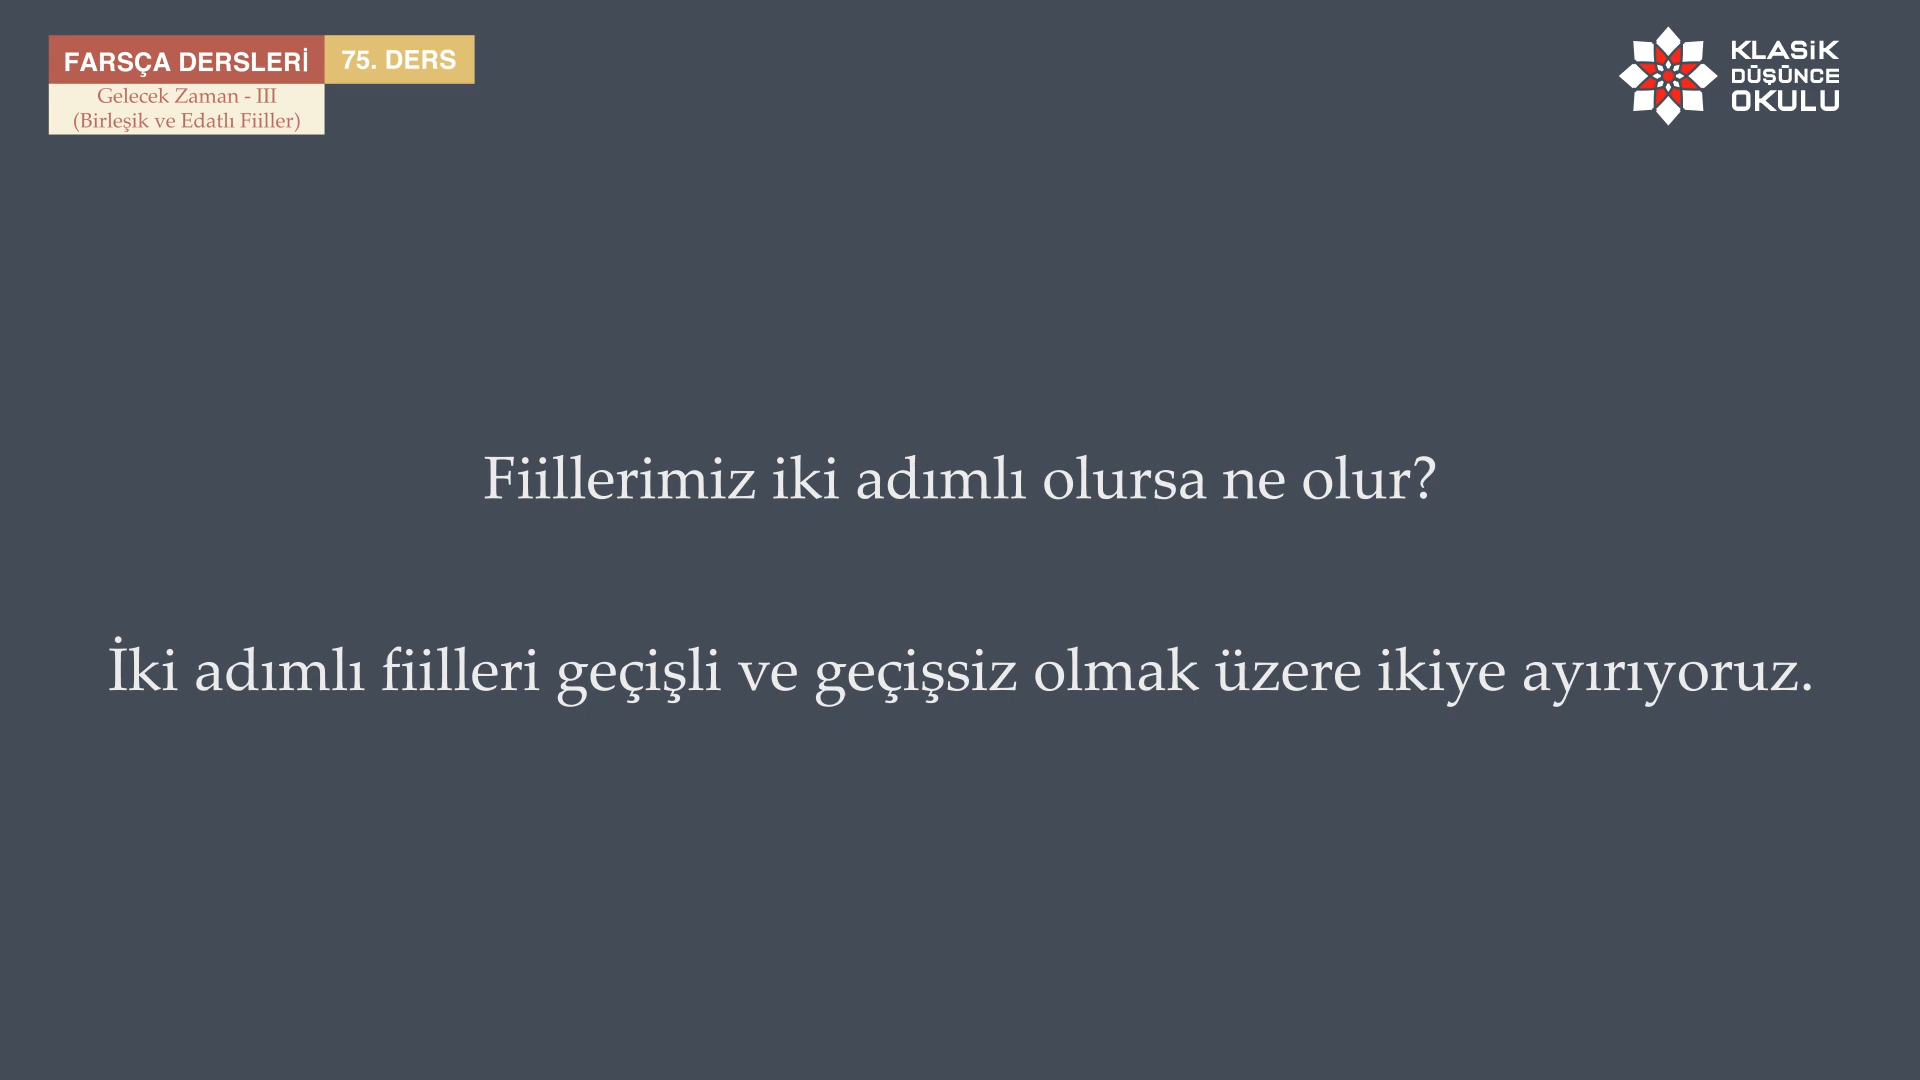 FARSÇA DERSLERİ
75. DERS
Gelecek Zaman - III
(Birleşik ve Edatlı Fiiller)
KLASiK
DÜŞÜNCE
OKULU
Fiillerimiz iki adımlı olursa ne olur?
İki adımlı fiilleri geçişli ve geçişsiz olmak üzere ikiye ayırıyoruz.